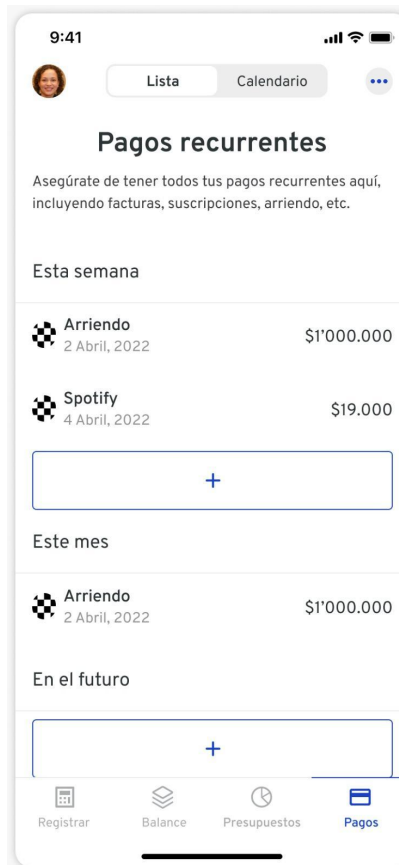 9:41
Lista Calendario
Pagos recurrentes
Asegúrate de tener todos tus pagos recurrentes aquí,
incluyendo facturas, suscripciones, arriendo, etc.
Esta semana
Arriendo $1'000.000
2 Abril, 2022
Spotify $19.000
4 Abril, 2022
+
Este mes
Arriendo $1'000.000
2 Abril, 2022
En el futuro
+
Registrar Balance Presupuestos Pagos